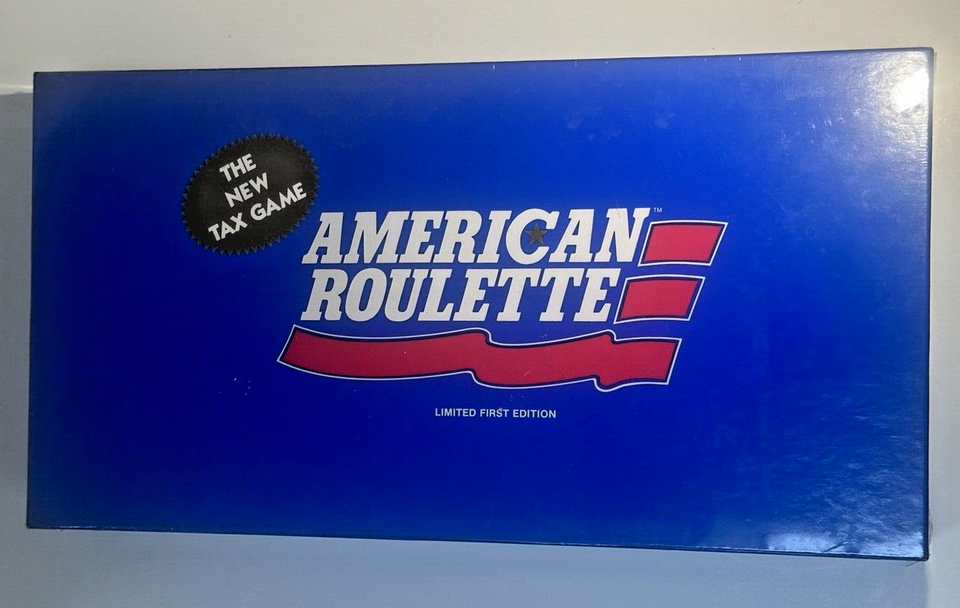 THE
NEW
TAX GAME
AMERICAN™
ROULETTE
LIMITED FIRST EDITION